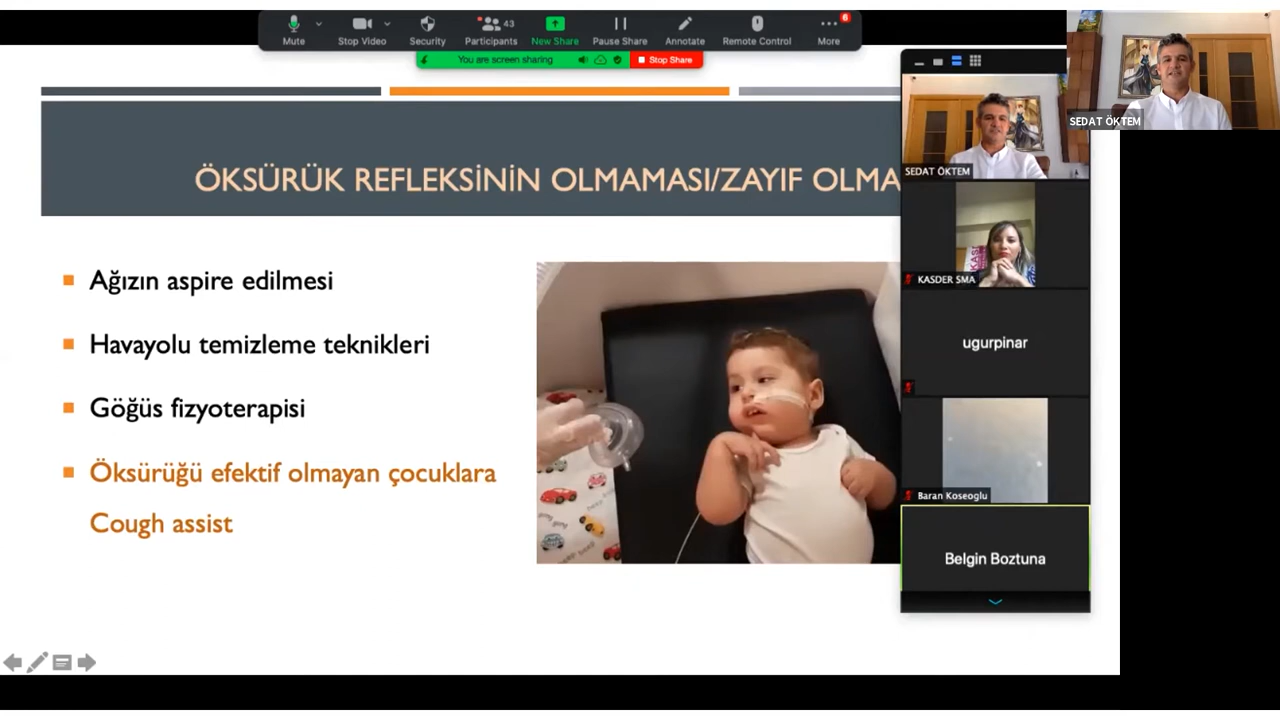 Mute
Stop Video
Security
43
Participants
New Share
Pause Share
Annotate
Remote Control
6
More
You are screen sharing
Stop Share
SEDAT ÖKTEM
SEDAT ÖKTEM
ÖKSÜRÜK REFLEKSİNİN OLMAMASI/ZAYIF OLMA
KASDER SMA
ugurpinar
Baran Koseoglu
Belgin Boztuna
Ağızın aspire edilmesi
Havayolu temizleme teknikleri
Göğüs fizyoterapisi
Öksürüğü efektif olmayan çocuklara
Cough assist